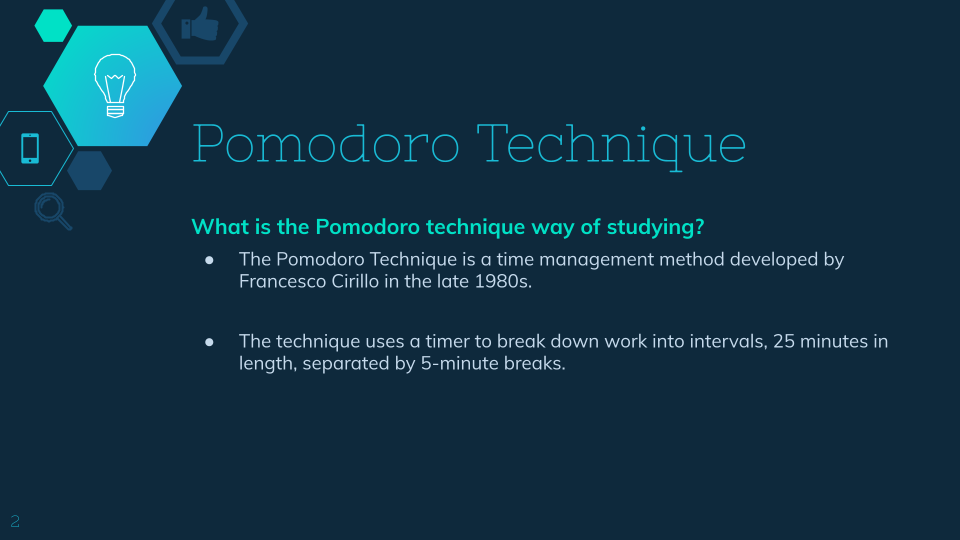 Pomodoro Technique
What is the Pomodoro technique way of studying?
● The Pomodoro Technique is a time management method developed by
Francesco Cirillo in the late 1980s.
● The technique uses a timer to break down work into intervals, 25 minutes in
length, separated by 5-minute breaks.
2